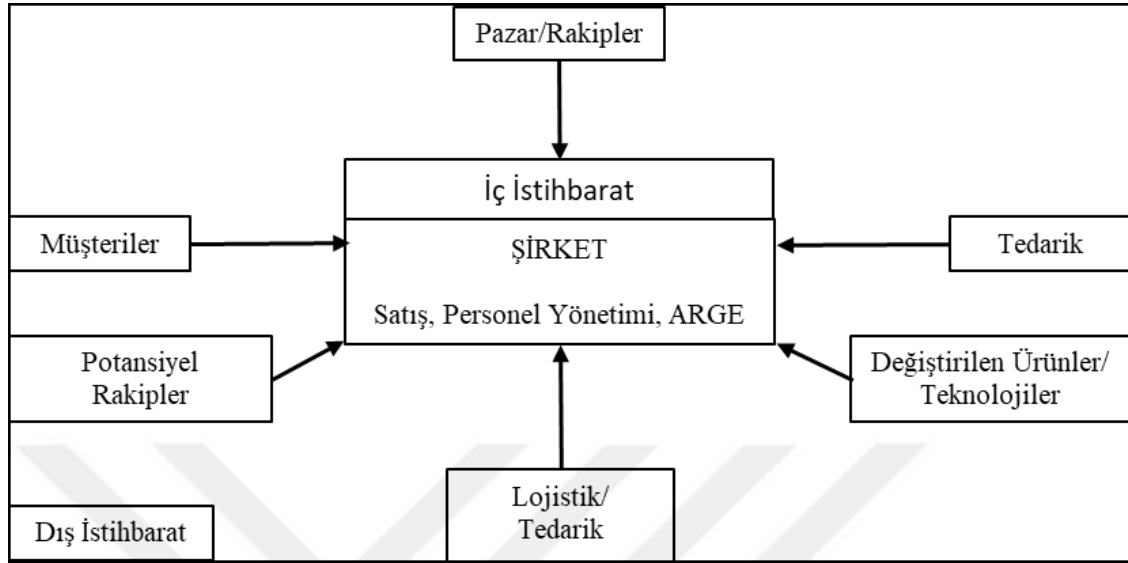 Pazar/Rakipler
İç İstihbarat
Müşteriler
ŞİRKET
Tedarik
Satış, Personel Yönetimi, ARGE
Potansiyel
Rakipler
Değiştirilen Ürünler/
Teknolojiler
Lojistik/
Tedarik
Dış İstihbarat